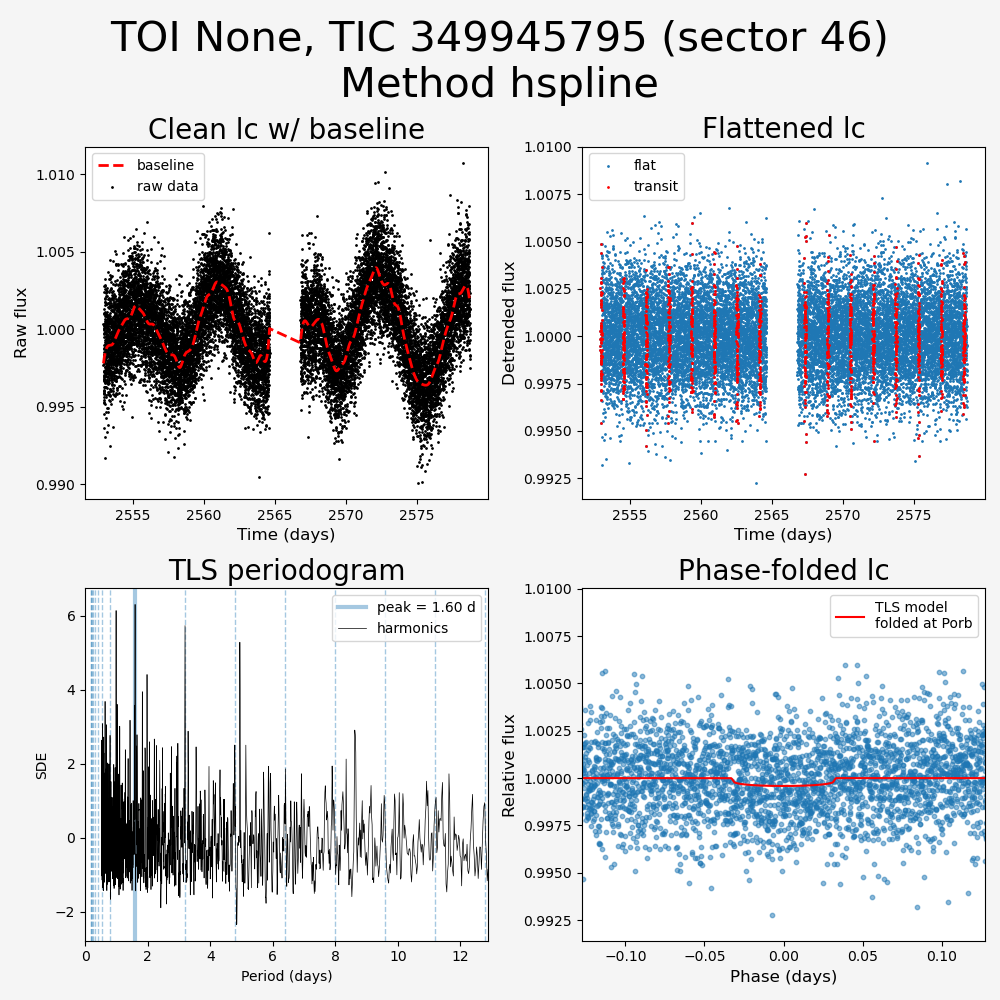 TOI None, TIC 349945795 (sector 46)
Method hspline
Clean lc w/ baseline
baseline
raw data
1.010
1.005
1.000
0.995
0.990
Raw flux
2555 2560 2565 2570 2575
Time (days)
Flattened lc
flat
transit
1.0100
1.0075
1.0050
1.0025
1.0000
0.9975
0.9950
0.9925
Detrended flux
2555 2560 2565 2570 2575
Time (days)
TLS periodogram
peak = 1.60 d
harmonics
6
4
2
0
−2
SDE
0 2 4 6 8 10 12
Period (days)
Phase-folded lc
TLS model
folded at Porb
1.0100
1.0075
1.0050
1.0025
1.0000
0.9975
0.9950
0.9925
Relative flux
−0.10 −0.05 0.00 0.05 0.10
Phase (days)